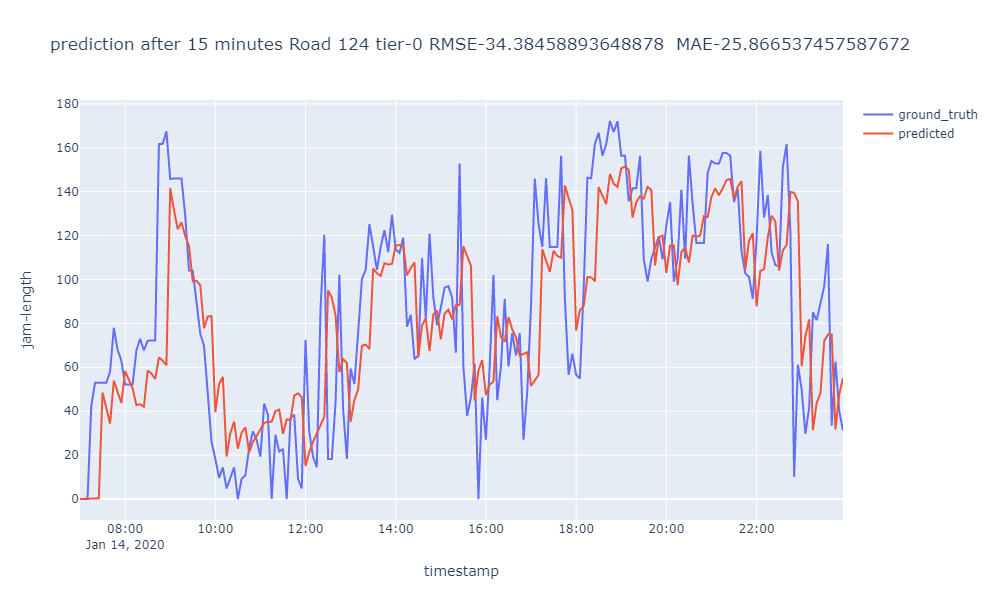 prediction after 15 minutes Road 124 tier-0 RMSE-34.38458893648878  MAE-25.866537457587672
ground_truth
predicted
jam-length
180
160
140
120
100
80
60
40
20
0
08:00 10:00 12:00 14:00 16:00 18:00 20:00 22:00
Jan 14, 2020
timestamp